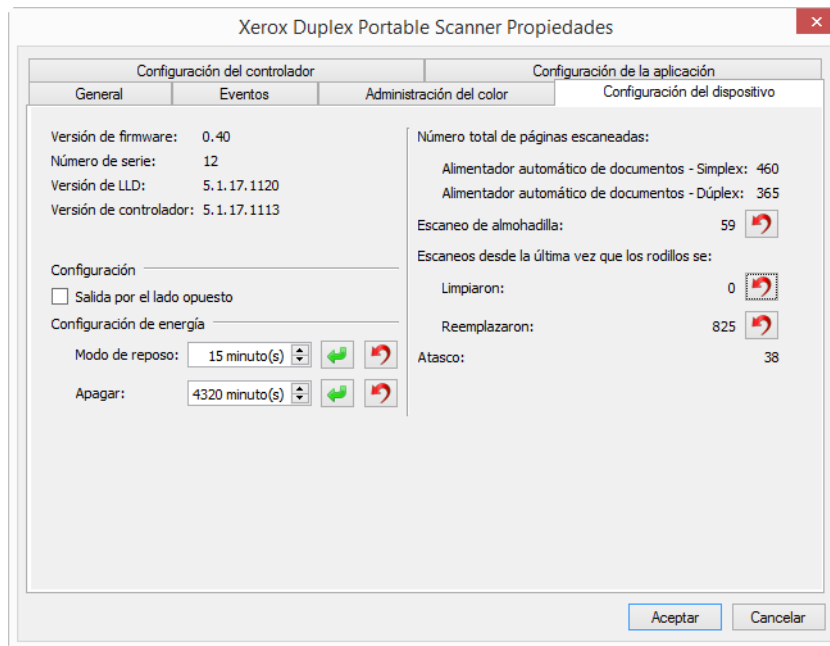 Xerox Duplex Portable Scanner Propiedades
Configuración del controlador
Configuración de la aplicación
General
Eventos
Administración del color
Configuración del dispositivo
Versión de firmware: 0.40
Número de serie: 12
Versión de LLD: 5.1.17.1120
Versión de controlador: 5.1.17.1113
Configuración
Salida por el lado opuesto
Configuración de energía
Modo de reposo: 15 minuto(s)
Apagar: 4320 minuto(s)
Número total de páginas escaneadas:
Alimentador automático de documentos - Simplex: 460
Alimentador automático de documentos - Dúplex: 365
Escaneo de almohadilla: 59
Escaneos desde la última vez que los rodillos se:
Limpiaron: 0
Reemplazaron: 825
Atasco: 38
Aceptar
Cancelar